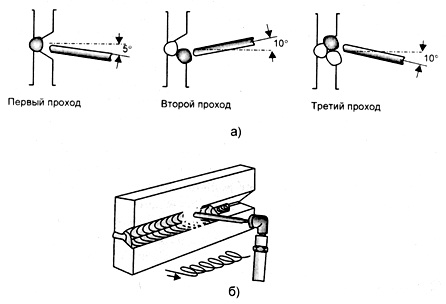 5°
10°
10°
Первый проход
Второй проход
Третий проход
а)
б)